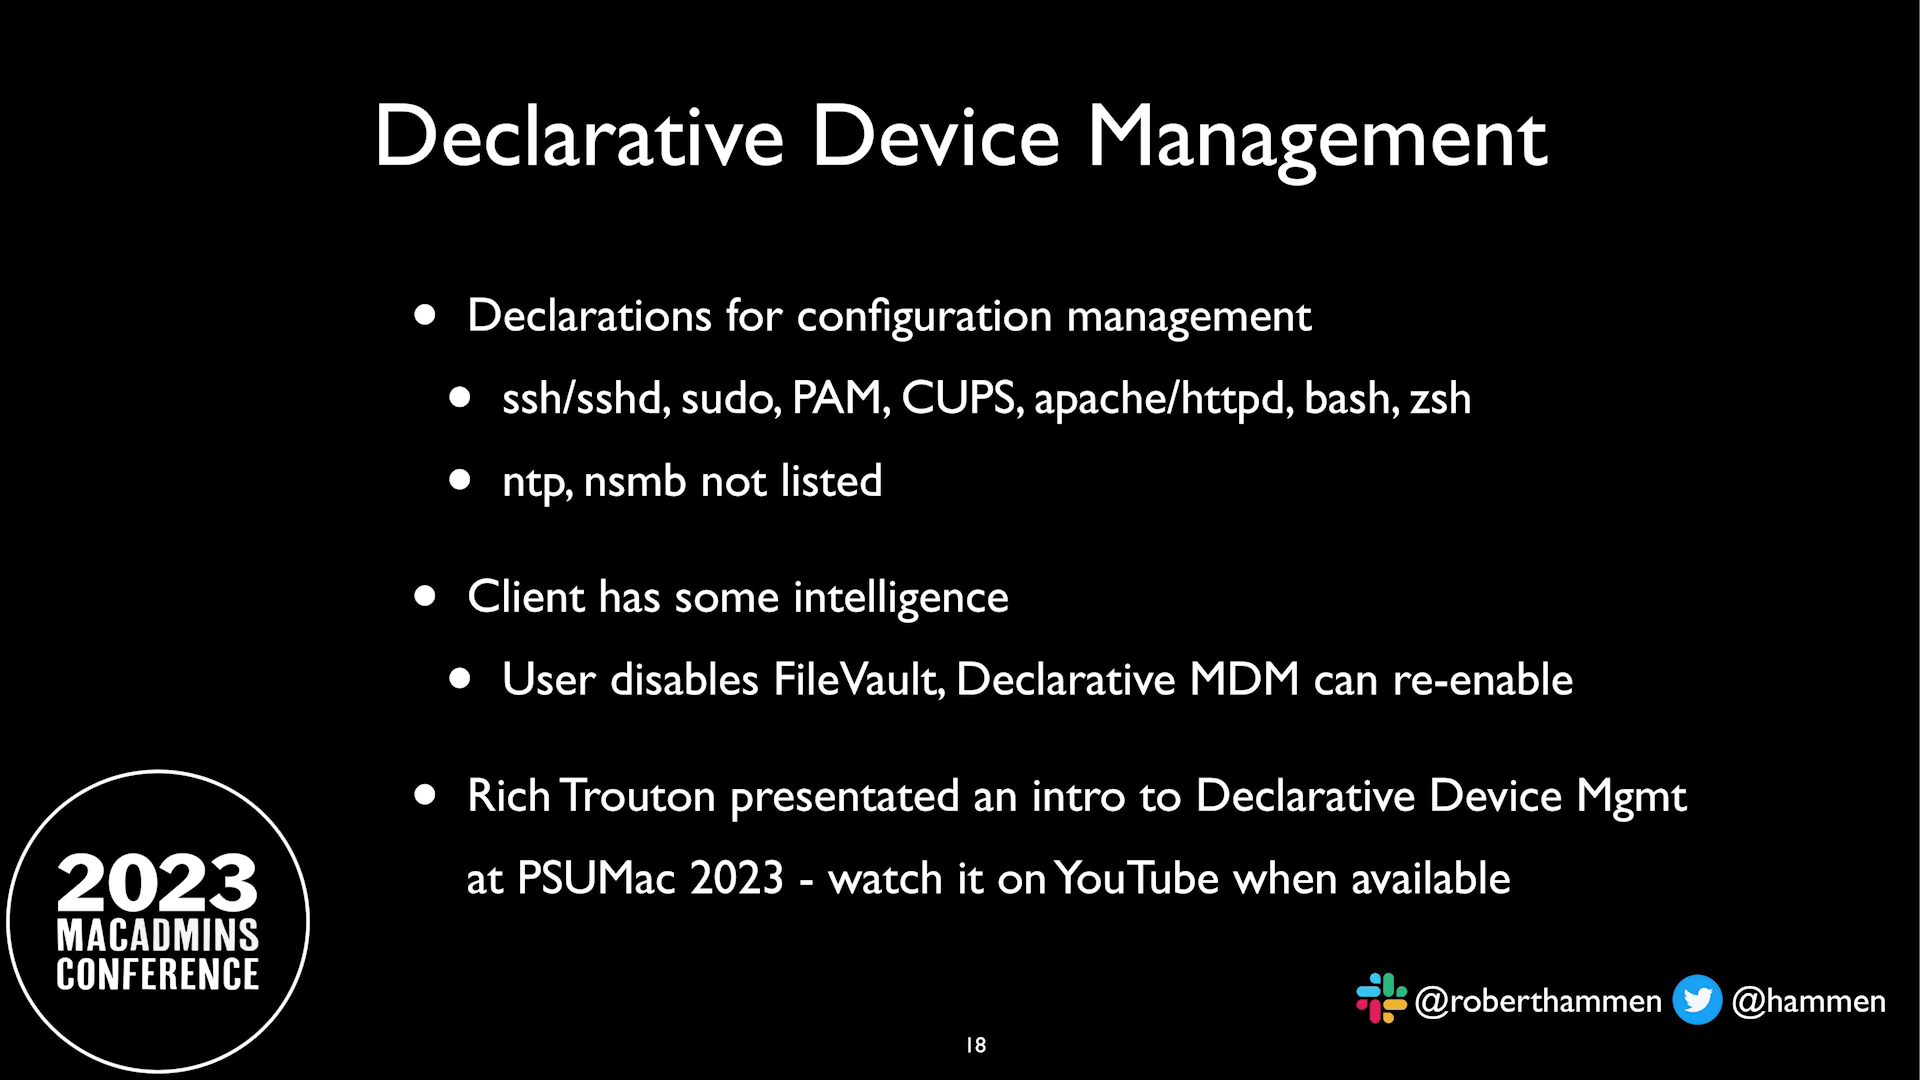 Declarative Device Management
• Declarations for configuration management
• ssh/sshd, sudo, PAM, CUPS, apache/httpd, bash, zsh
• ntp, nsmb not listed
• Client has some intelligence
• User disables FileVault, Declarative MDM can re-enable
• Rich Trouton presentated an intro to Declarative Device Mgmt
at PSUMac 2023 - watch it on YouTube when available
2023
MACADMINS
CONFERENCE
@roberthammen @hammen
18